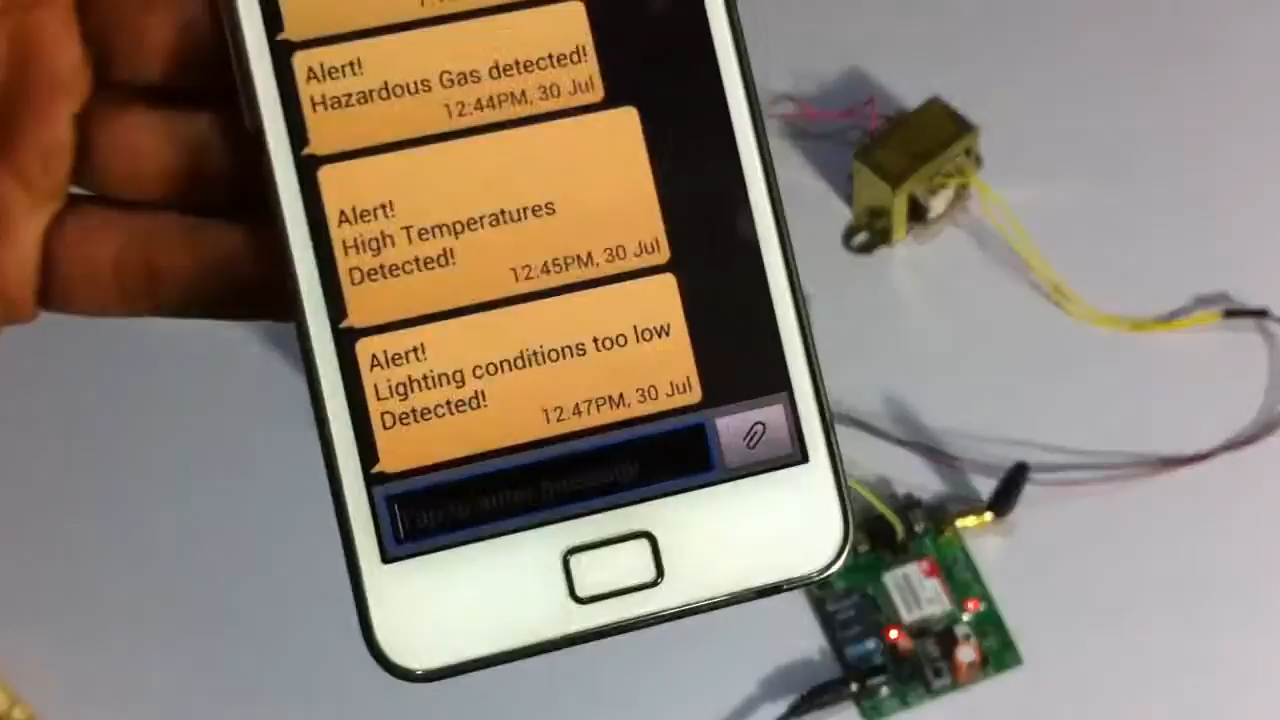 Alert!
Hazardous Gas detected!
12:44PM, 30 Jul
Alert!
High Temperatures
Detected!
12:45PM, 30 Jul
Alert!
Lighting conditions too low
Detected!
12.47PM, 30 Jul